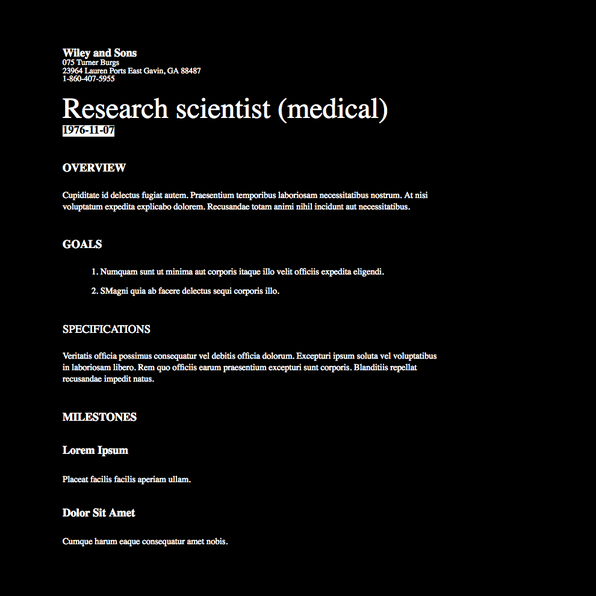 Wiley and Sons
075 Turner Burgs
23964 Lauren Ports East Gavin, GA 88487
1-860-407-5955
Research scientist (medical)
1976-11-07
OVERVIEW
Cupiditate id delectus fugiat autem. Praesentium temporibus laboriosam necessitatibus nostrum. At nisi
voluptatum expedita explicabo dolorem. Recusandae totam animi nihil incidunt aut necessitatibus.
GOALS
1. Numquam sunt ut minima aut corporis itaque illo velit officiis expedita eligendi.
2. SMagni quia ab facere delectus sequi corporis illo.
SPECIFICATIONS
Veritatis officia possimus consequatur vel debitis officia dolorum. Excepturi ipsum soluta vel voluptatibus
in laboriosam libero. Rem quo officiis earum praesentium excepturi sunt corporis. Blanditiis repellat
recusandae impedit natus.
MILESTONES
Lorem Ipsum
Placeat facilis facilis aperiam ullam.
Dolor Sit Amet
Cumque harum eaque consequatur amet nobis.